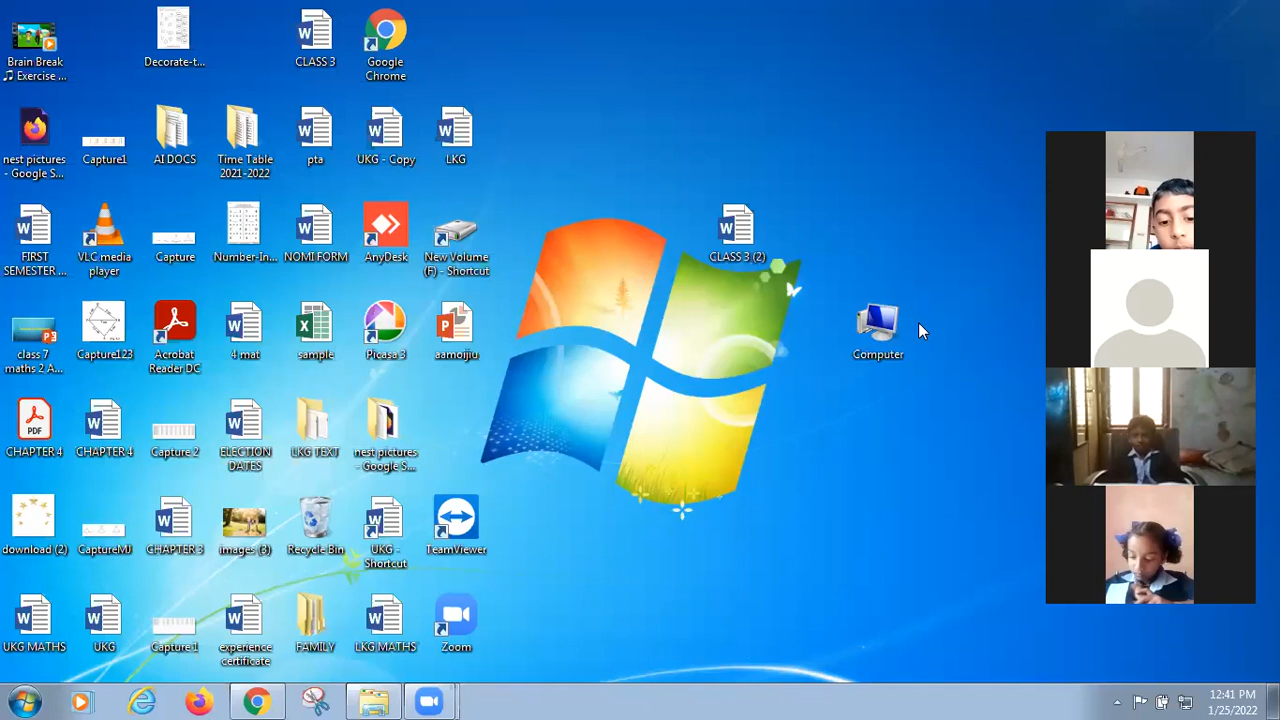 Brain Break
♫ Exercise ...
Decorate-t...
CLASS 3
Google
Chrome
nest pictures
- Google S...
Capture1
AI DOCS
Time Table
2021-2022
pta
UKG - Copy
LKG
FIRST
SEMESTER ...
VLC media
player
Capture
Number-In...
NOMI FORM
AnyDesk
New Volume
(F) - Shortcut
CLASS 3 (2)
class 7
maths 2 A...
Capture123
Acrobat
Reader DC
4 mat
sample
Picasa 3
aamoijiu
Computer
PDF
CHAPTER 4
CHAPTER 4
Capture 2
ELECTION
DATES
LKG TEXT
nest pictures
- Google S...
download (2)
CaptureMJ
CHAPTER 3
images (3)
Recycle Bin
UKG -
Shortcut
TeamViewer
UKG MATHS
UKG
Capture 1
experience
certificate
FAMILY
LKG MATHS
Zoom
12:41 PM
1/25/2022